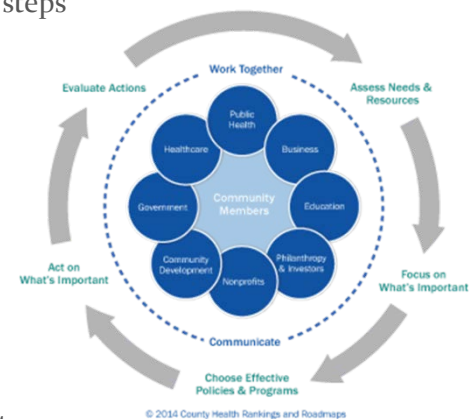 steps
Work Together
Evaluate Actions
Assess Needs &
Resources
Public
Health
Healthcare
Business
Community
Members
Government
Education
Community
Development
Philanthropy
& Investors
Nonprofits
Act on
What's Important
Focus on
What's Important
Communicate
Choose Effective
Policies & Programs
© 2014 County Health Rankings and Roadmaps